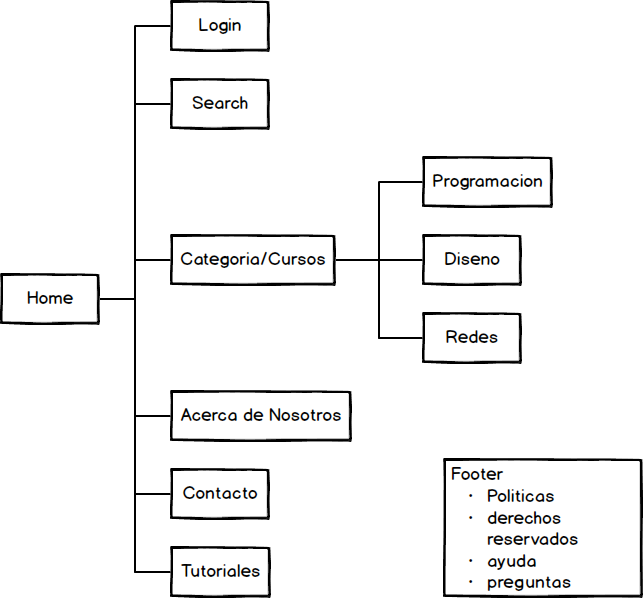 Login
Search
Programacion
Categoria/Cursos
Diseno
Home
Redes
Acerca de Nosotros
Contacto
Tutoriales
Footer
· Politicas
· derechos
reservados
· ayuda
· preguntas